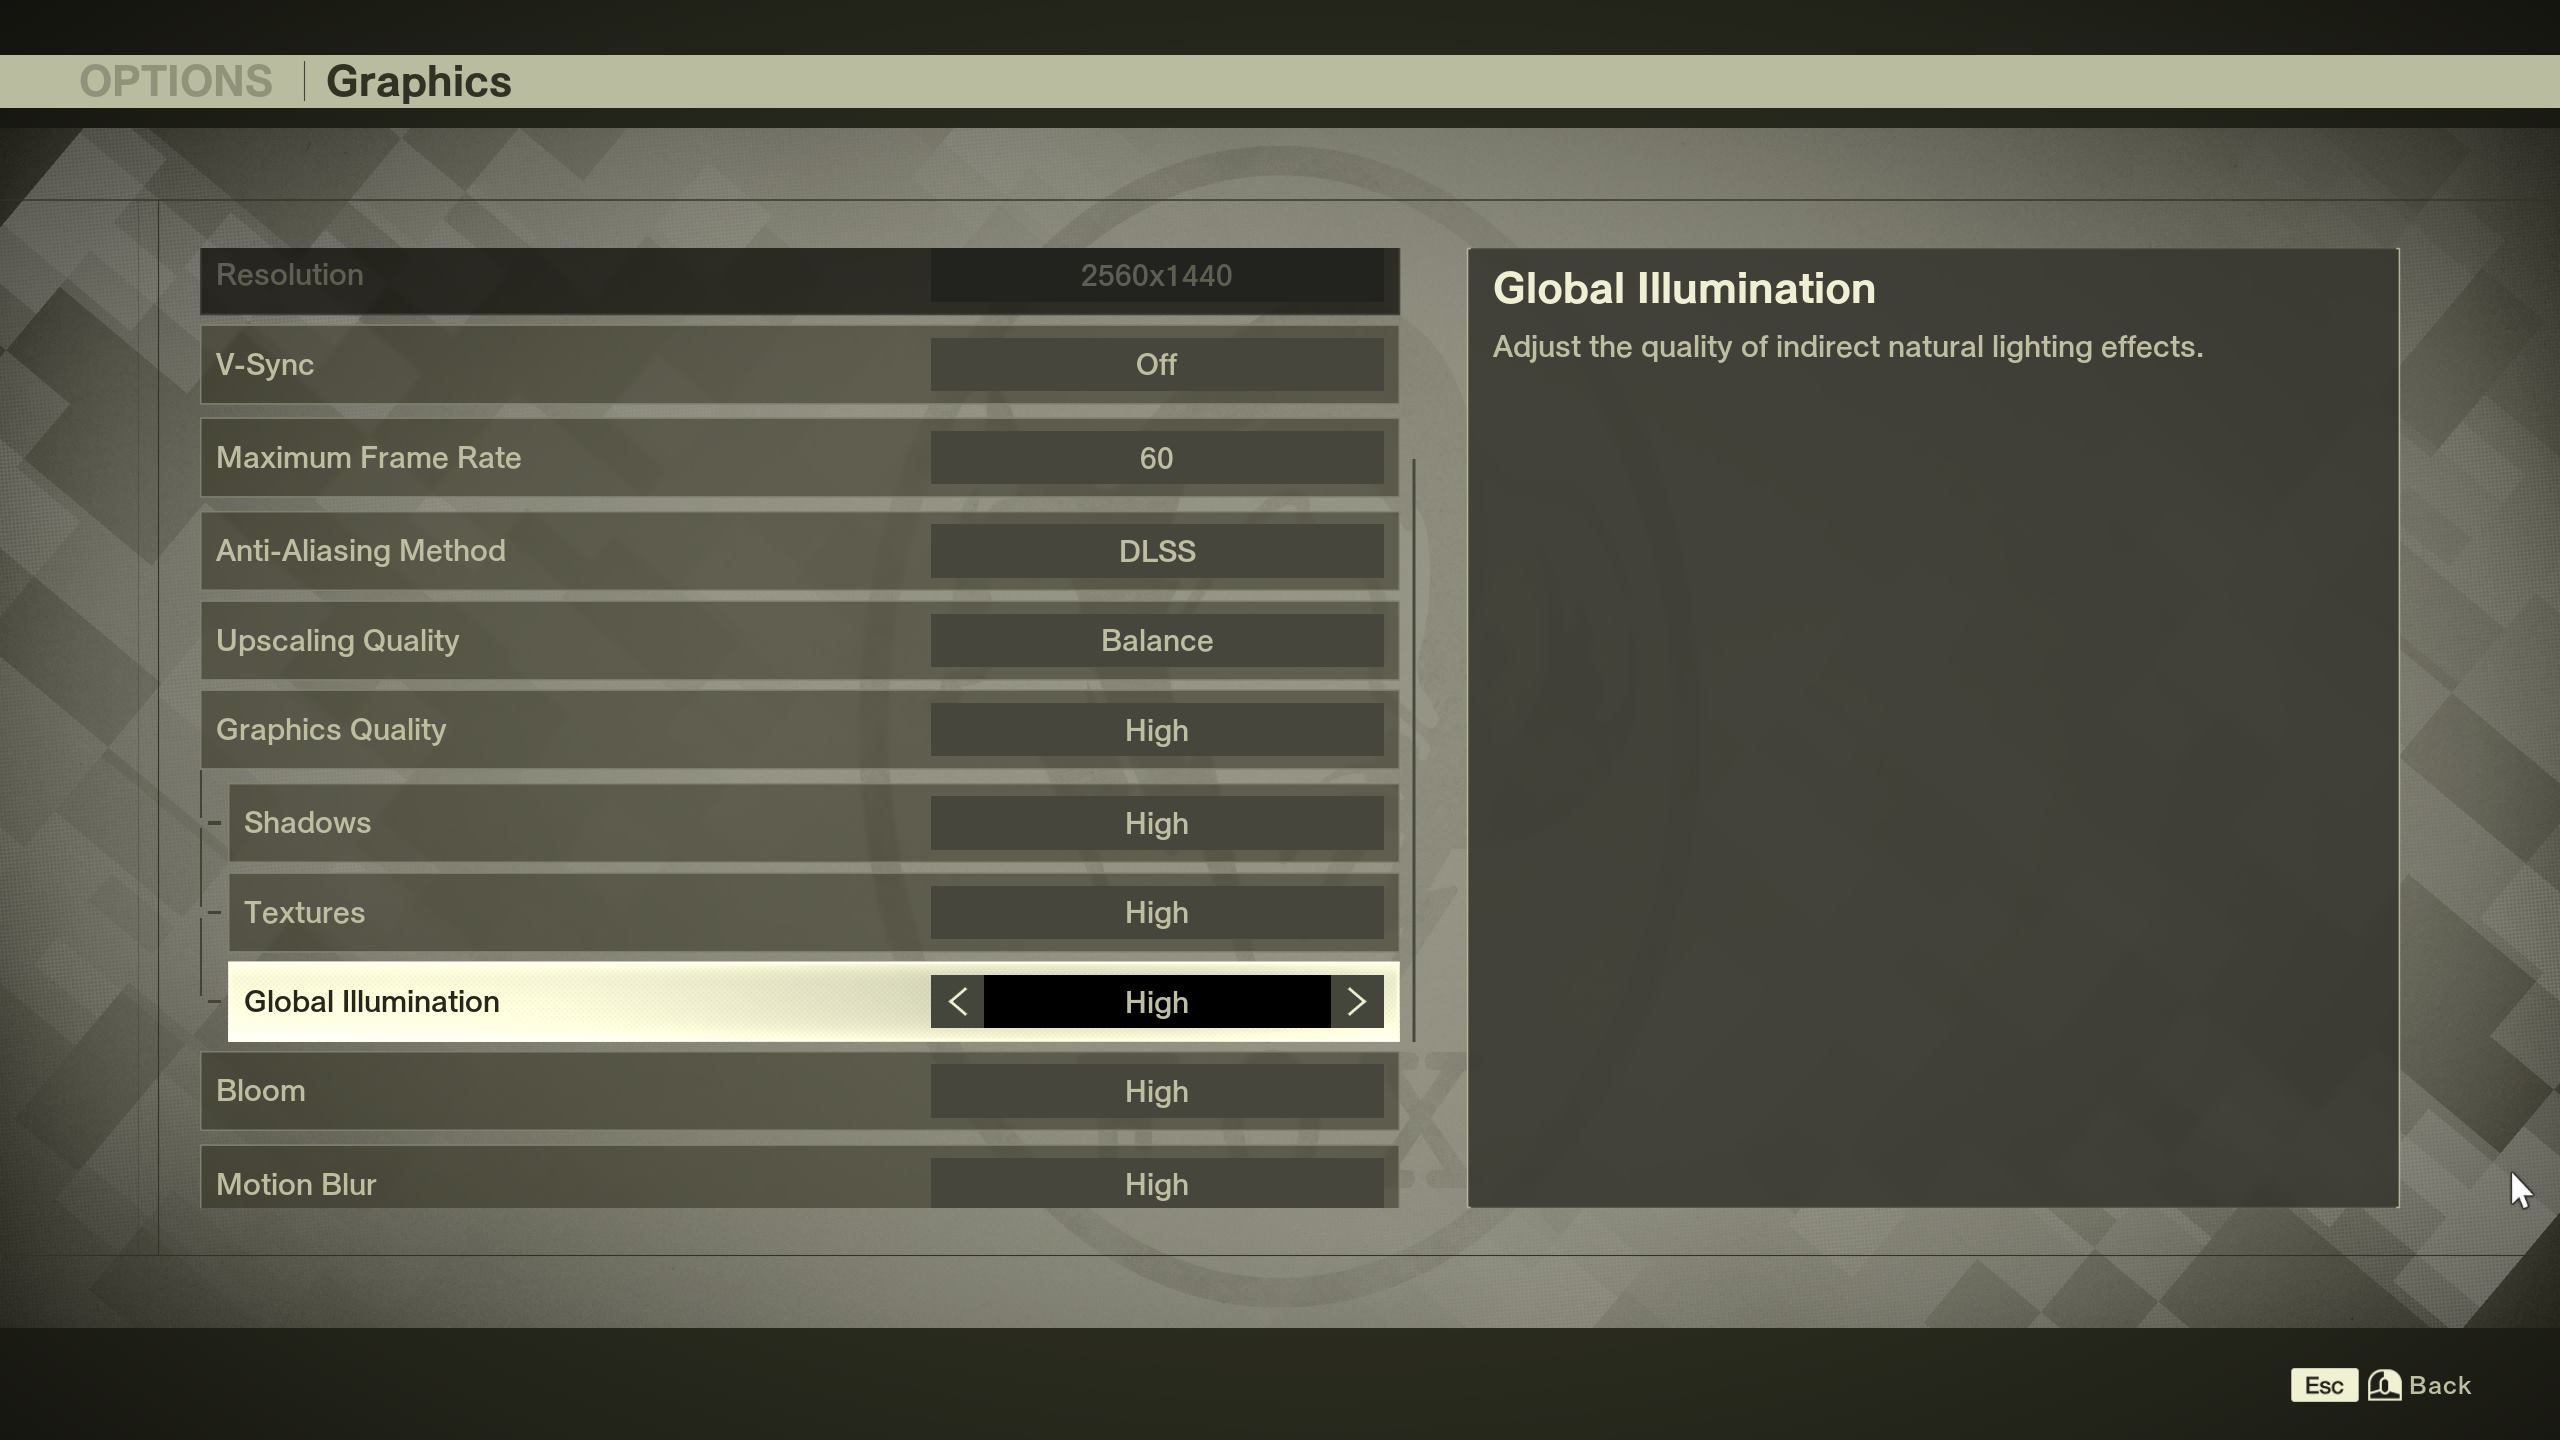 OPTIONS | Graphics
Resolution 2560x1440
V-Sync Off
Maximum Frame Rate 60
Anti-Aliasing Method DLSS
Upscaling Quality Balance
Graphics Quality High
Shadows High
Textures High
Global Illumination < High >
Bloom High
Motion Blur High
Global Illumination
Adjust the quality of indirect natural lighting effects.
Esc Back